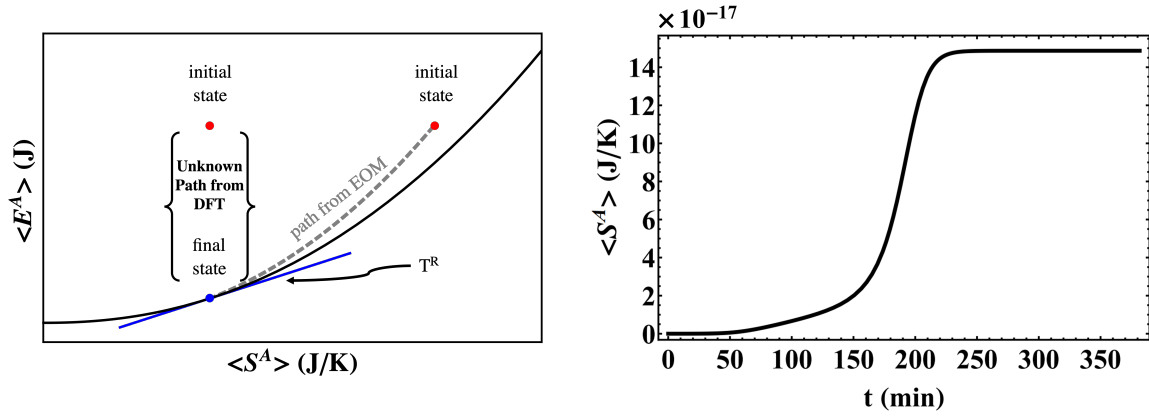 initial
state
initial
state
Unknown
Path from
DFT
path from EOM
final
state
T^R
<E^A> (J)
<S^A> (J/K)
×10^−17
14
12
10
8
6
4
2
0
<S^A> (J/K)
0 50 100 150 200 250 300 350
t (min)